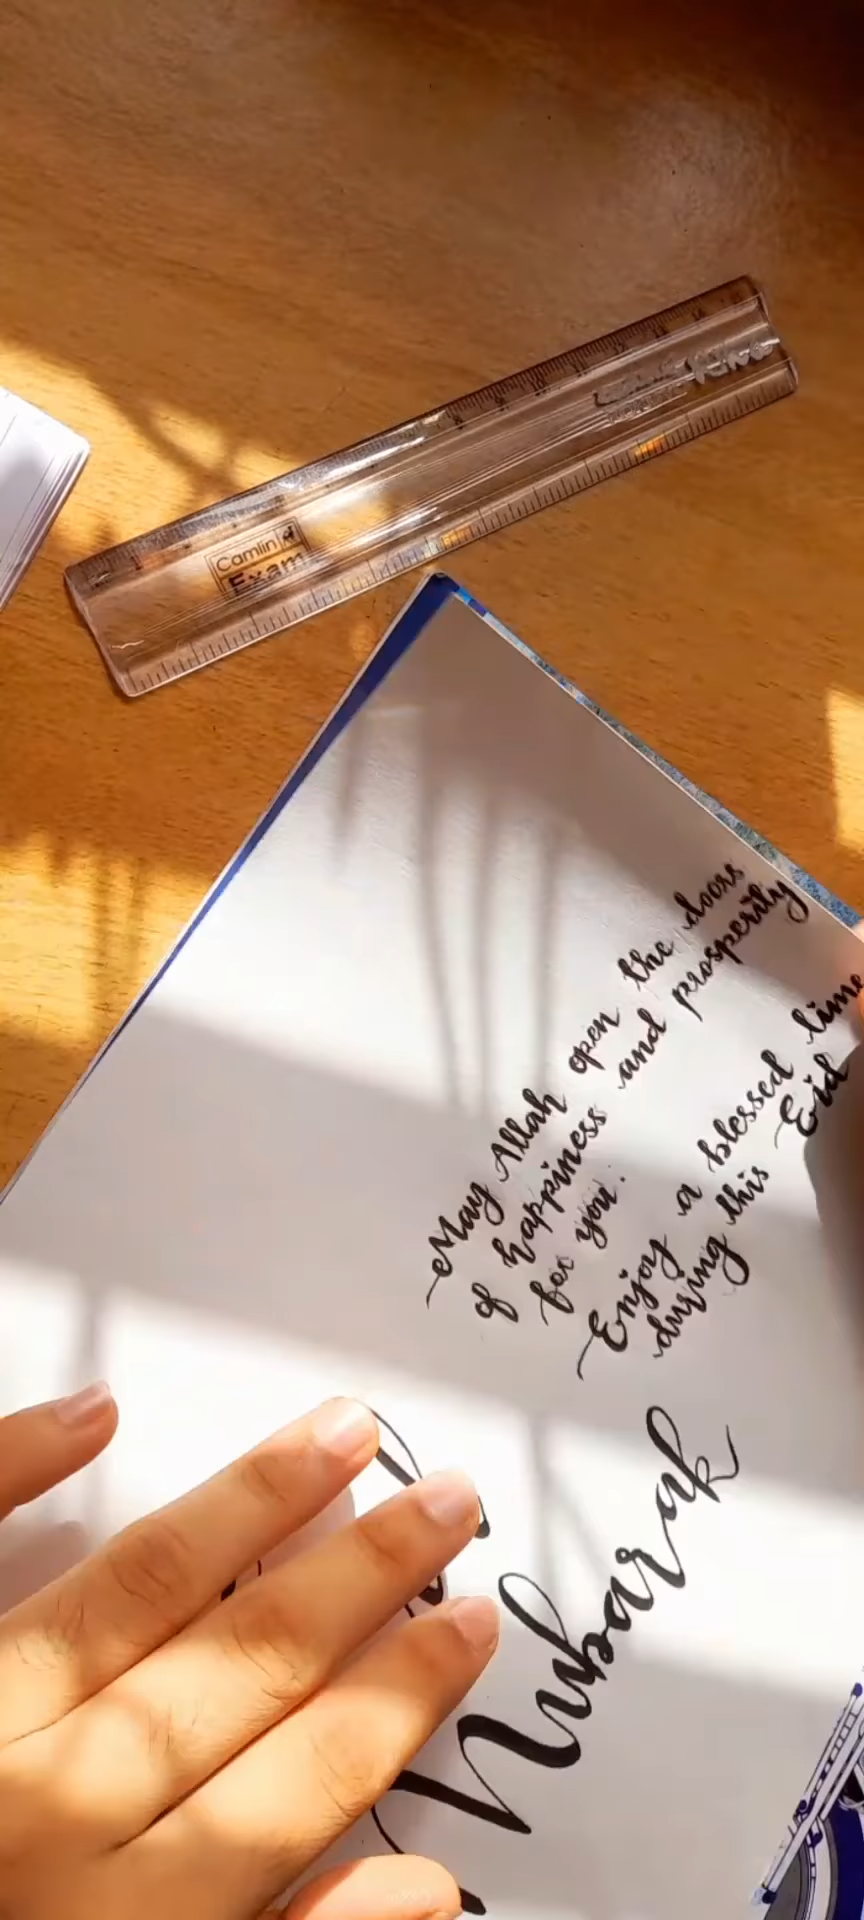 Camlin
Exam
May Allah open the doors
of happiness and prosperity
for you.
Enjoy a blessed time
during this Eid
Mubarak